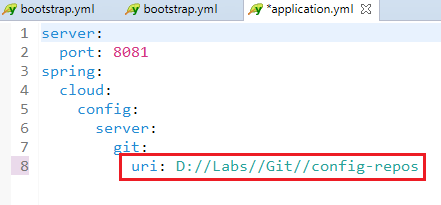 bootstrap.yml bootstrap.yml *application.yml
1 server:
2 port: 8081
3 spring:
4 cloud:
5 config:
6 server:
7 git:
8 uri: D://Labs//Git//config-repos